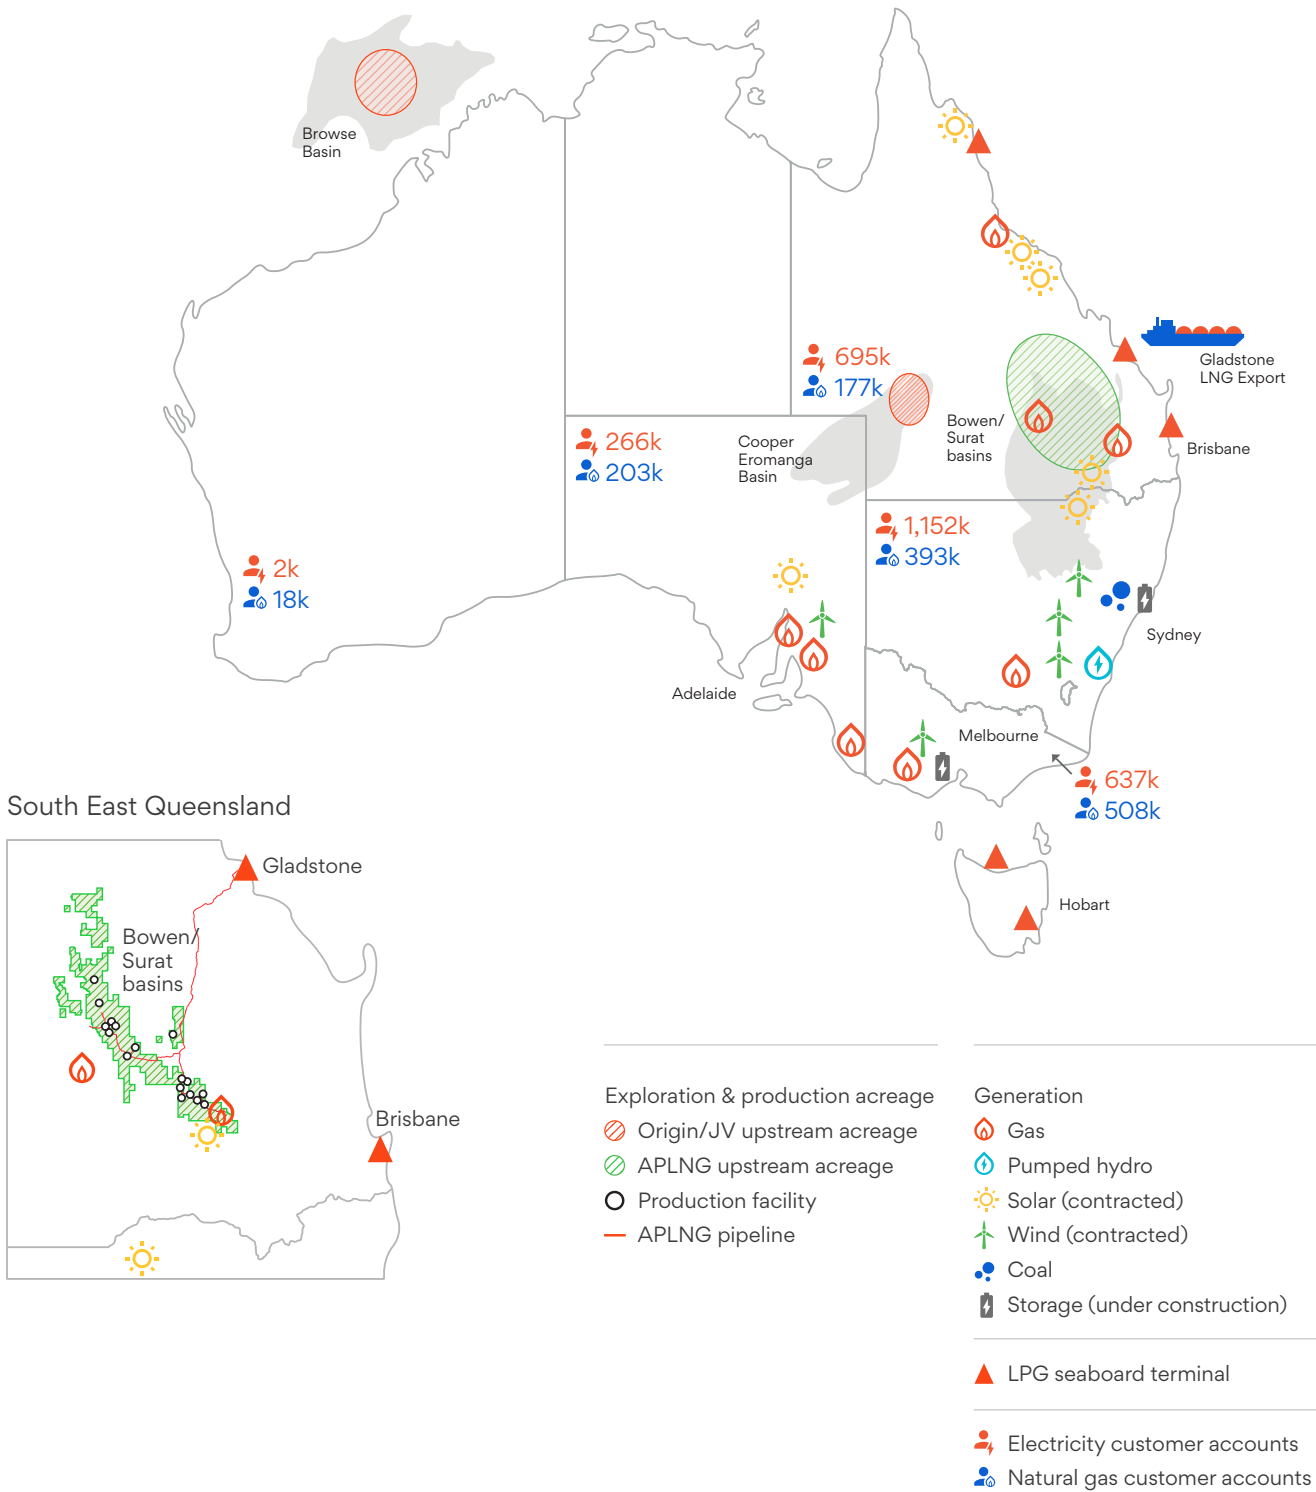 Browse
Basin
695k
177k
Gladstone
LNG Export
266k
203k
Cooper
Eromanga
Basin
Bowen/
Surat
basins
Brisbane
1,152k
393k
2k
18k
Sydney
Adelaide
Melbourne
637k
508k
Hobart
South East Queensland
Gladstone
Bowen/
Surat
basins
Brisbane
Exploration & production acreage
Origin/JV upstream acreage
APLNG upstream acreage
Production facility
APLNG pipeline
Generation
Gas
Pumped hydro
Solar (contracted)
Wind (contracted)
Coal
Storage (under construction)
LPG seaboard terminal
Electricity customer accounts
Natural gas customer accounts